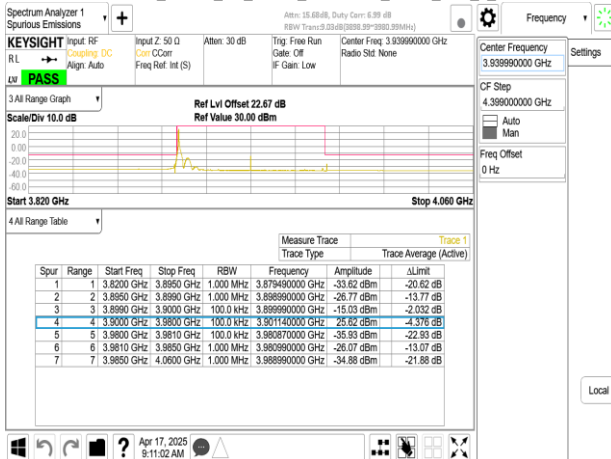 Spectrum Analyzer 1
Spurious Emissions
Attn: 15.68dB, Duty Corr: 6.99 dB
RBW Trans:9.03dB(3898.99~3980.99MHz)
Frequency
KEYSIGHT
RL
LXI
PASS
Input: RF
Coupling: DC
Align: Auto
Input Z: 50 Ω
Corr CCorr
Freq Ref: Int (S)
Atten: 30 dB
Trig: Free Run
Gate: Off
IF Gain: Low
Center Freq: 3.939990000 GHz
Radio Std: None
Center Frequency
3.939990000 GHz
Settings
CF Step
4.399000000 GHz
Auto
Man
Freq Offset
0 Hz
3 All Range Graph
Scale/Div 10.0 dB
Ref Lvl Offset 22.67 dB
Ref Value 30.00 dBm
20.0
0.00
-20.0
-40.0
-60.0
Start 3.820 GHz
Stop 4.060 GHz
4 All Range Table
Measure Trace Trace 1
Trace Type Trace Average (Active)
Spur Range Start Freq Stop Freq RBW Frequency Amplitude ΔLimit
1 1 3.8200 GHz 3.8950 GHz 1.000 MHz 3.879490000 GHz -33.62 dBm -20.62 dB
2 2 3.8950 GHz 3.8990 GHz 1.000 MHz 3.898990000 GHz -26.77 dBm -13.77 dB
3 3 3.8990 GHz 3.9000 GHz 100.0 kHz 3.899990000 GHz -15.03 dBm -2.032 dB
4 4 3.9000 GHz 3.9800 GHz 100.0 kHz 3.901140000 GHz 25.62 dBm -4.376 dB
5 5 3.9800 GHz 3.9810 GHz 100.0 kHz 3.980870000 GHz -35.93 dBm -22.93 dB
6 6 3.9810 GHz 3.9850 GHz 1.000 MHz 3.980990000 GHz -26.07 dBm -13.07 dB
7 7 3.9850 GHz 4.0600 GHz 1.000 MHz 3.988990000 GHz -34.88 dBm -21.88 dB
Local
?
Apr 17, 2025
9:11:02 AM